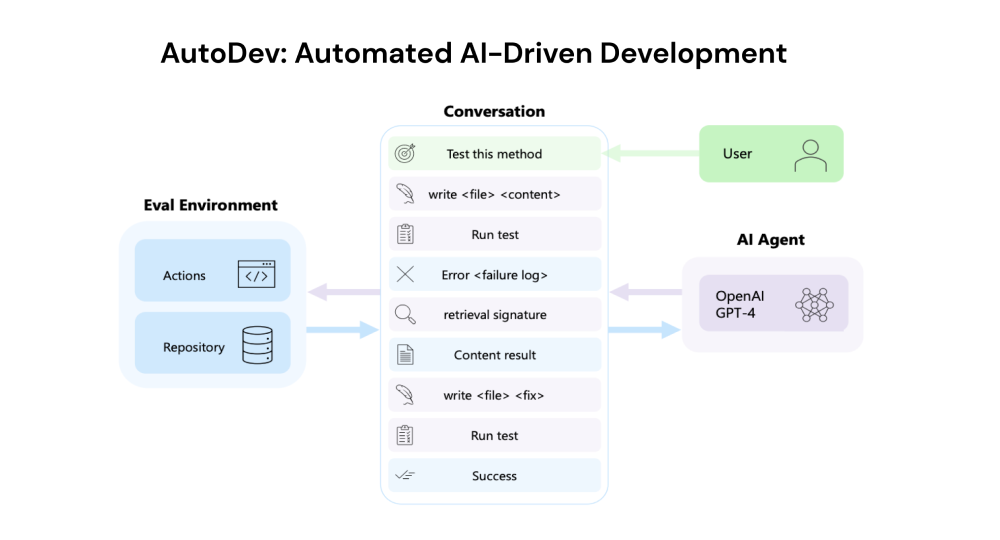 AutoDev: Automated AI-Driven Development
Conversation
Test this method
write <file> <content>
Run test
Error <failure log>
retrieval signature
Content result
write <file> <fix>
Run test
Success
User
Eval Environment
Actions
</>
Repository
AI Agent
OpenAI
GPT-4